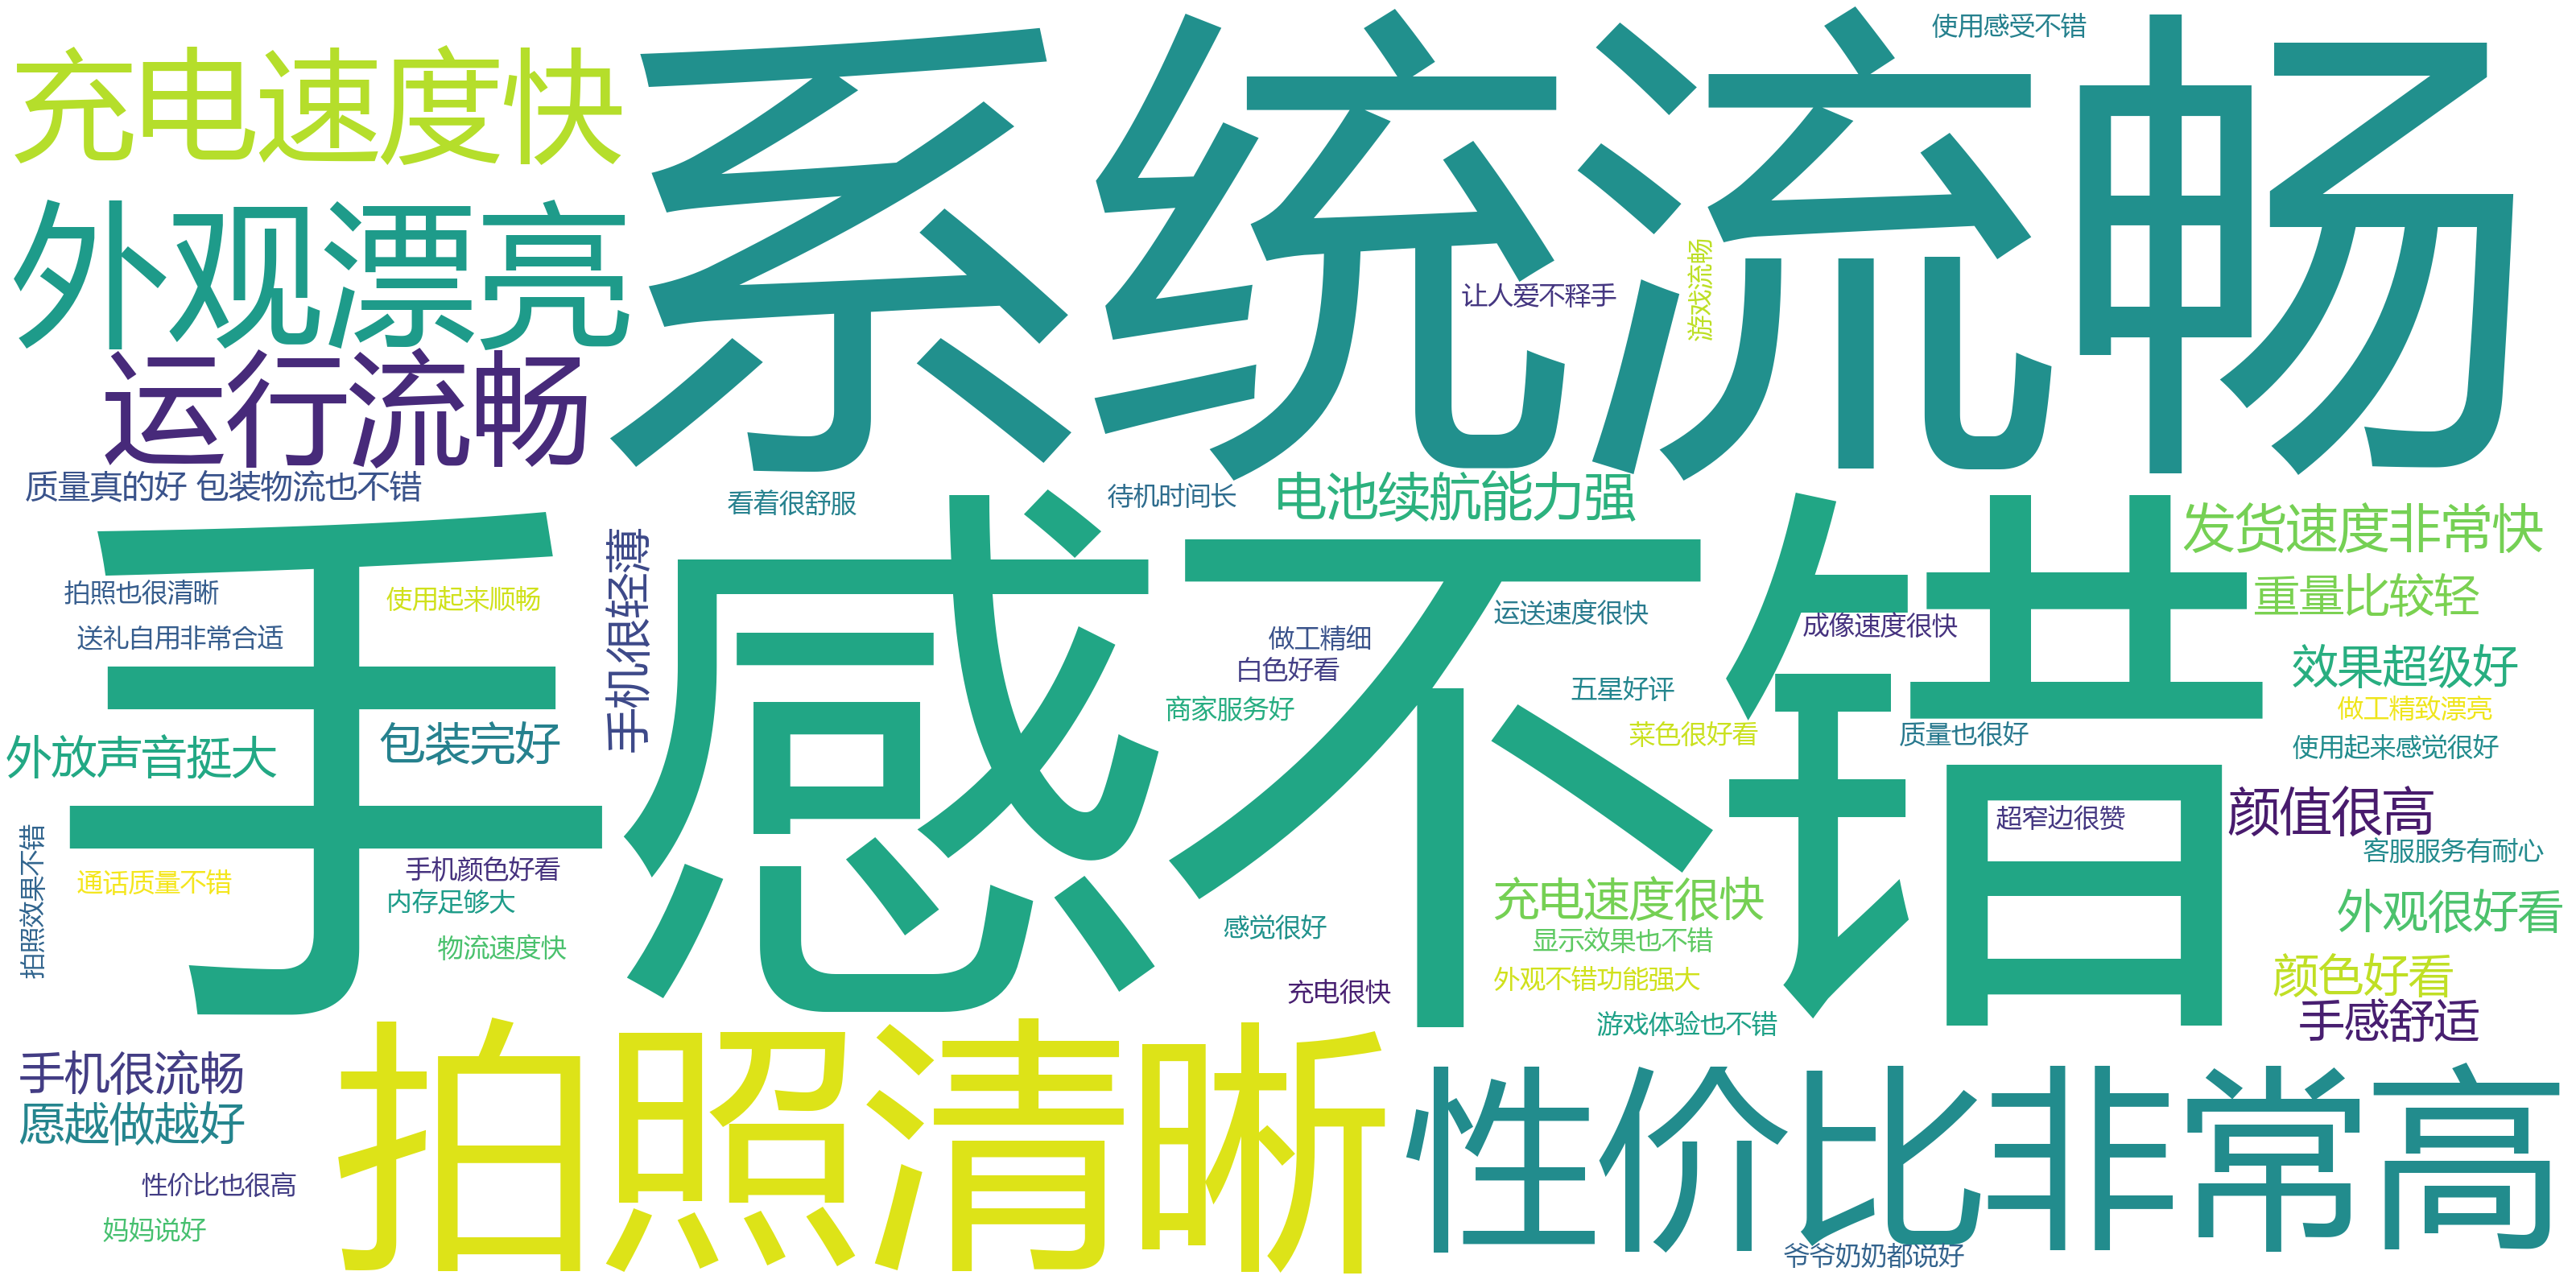 使用感受不错
充电速度快
系统流畅
外观漂亮
游戏流畅
让人爱不释手
运行流畅
质量真的好 包装物流也不错
看着很舒服
待机时间长
电池续航能力强
发货速度非常快
手感不错
手机很轻薄
拍照也很清晰
使用起来顺畅
运送速度很快
成像速度很快
重量比较轻
送礼自用非常合适
做工精细
白色好看
效果超级好
五星好评
商家服务好
做工精致漂亮
外放声音挺大
包装完好
菜色很好看
质量也很好
使用起来感觉很好
颜值很高
超窄边很赞
客服服务有耐心
拍照效果不错
通话质量不错
手机颜色好看
内存足够大
充电速度很快
外观很好看
物流速度快
感觉很好
显示效果也不错
外观不错功能强大
颜色好看
充电很快
游戏体验也不错
手感舒适
手机很流畅
愿越做越好
拍照清晰
性价比非常高
性价比也很高
妈妈说好
爷爷奶奶都说好